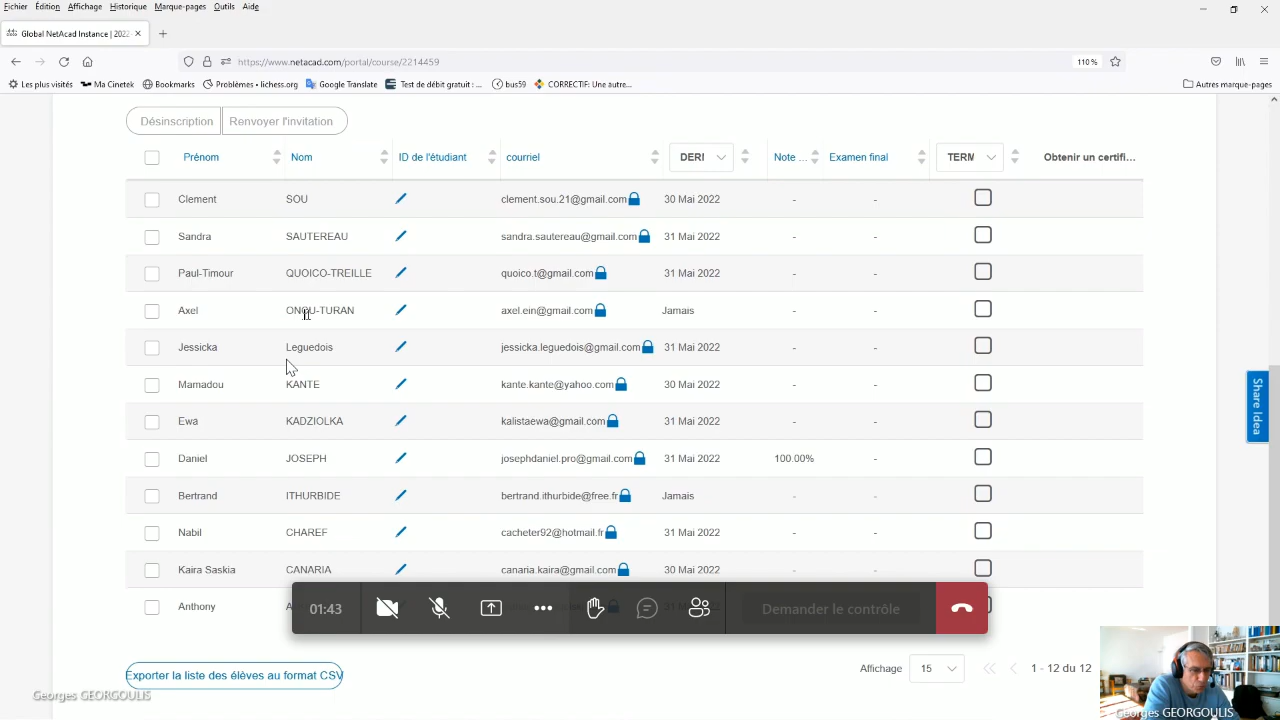 Fichier Édition Affichage Historique Marque-pages Outils Aide
Global NetAcad Instance | 2022
https://www.netacad.com/portal/course/2214459 110 %
Les plus visités Ma Cinetek Bookmarks Problèmes • lichess.org Google Translate Test de débit gratuit : ... bus59 CORRECTIF: Une autre... Autres marque-pages
Désinscription Renvoyer l'invitation
Prénom Nom ID de l'étudiant courriel DERI Note ... Examen final TERM Obtenir un certifi...
Clement SOU clement.sou.21@gmail.com 30 Mai 2022 - -
Sandra SAUTEREAU sandra.sautereau@gmail.com 31 Mai 2022 - -
Paul-Timour QUOICO-TREILLE quoico.t@gmail.com 31 Mai 2022 - -
Axel axel.ein@gmail.com Jamais - -
Jessicka Leguedois jessicka.leguedois@gmail.com 31 Mai 2022 - -
Mamadou KANTE kante.kante@yahoo.com 30 Mai 2022 - -
Ewa KADZIOLKA kalistaewa@gmail.com 31 Mai 2022 - -
Daniel JOSEPH josephdaniel.pro@gmail.com 31 Mai 2022 100.00% -
Bertrand ITHURBIDE bertrand.ithurbide@free.fr Jamais - -
Nabil CHAREF cacheter92@hotmail.fr 31 Mai 2022 - -
Kaira Saskia CANARIA canaria.kaira@gmail.com 30 Mai 2022 - -
Anthony
Share Idea
01:43 Demander le contrôle
Affichage 15 1 - 12 du 12
Exporter la liste des élèves au format CSV
Georges GEORGOULIS
Georges GEORGOULIS